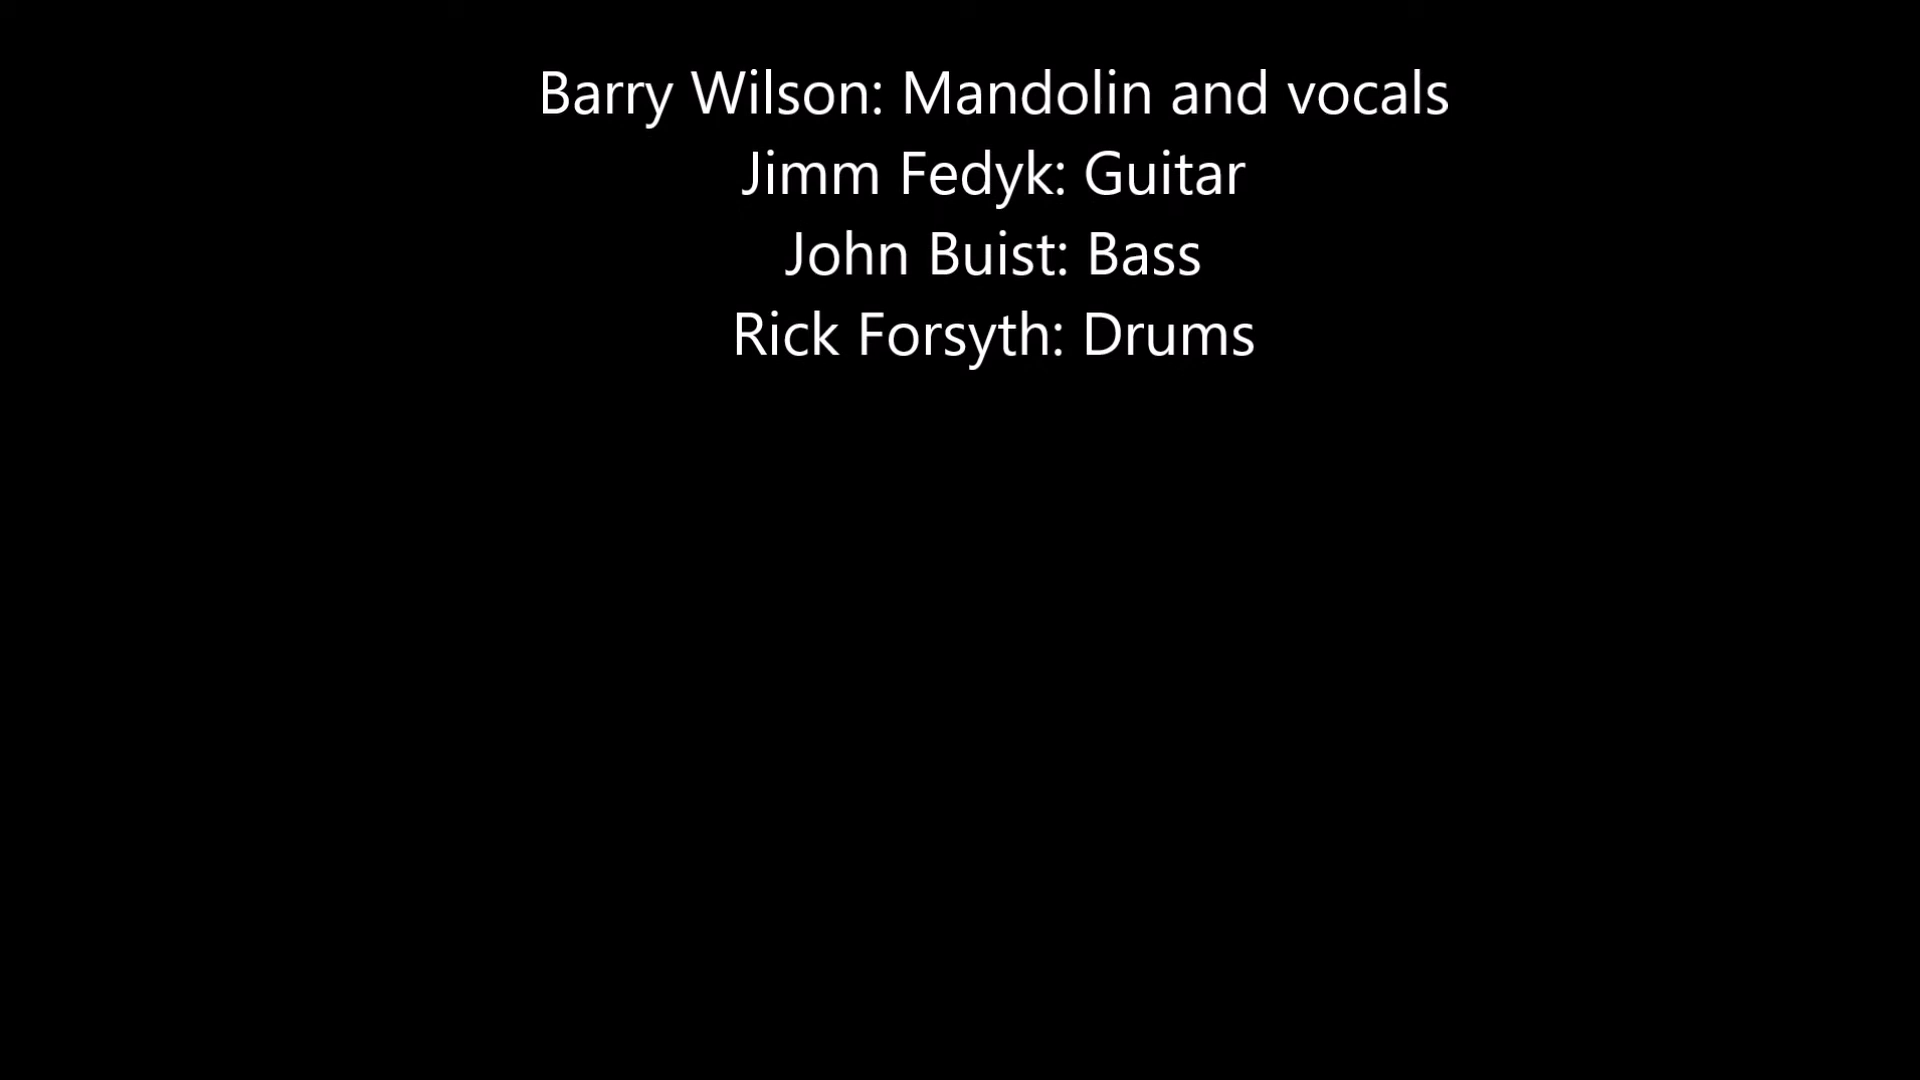 Barry Wilson: Mandolin and vocals
Jimm Fedyk: Guitar
John Buist: Bass
Rick Forsyth: Drums